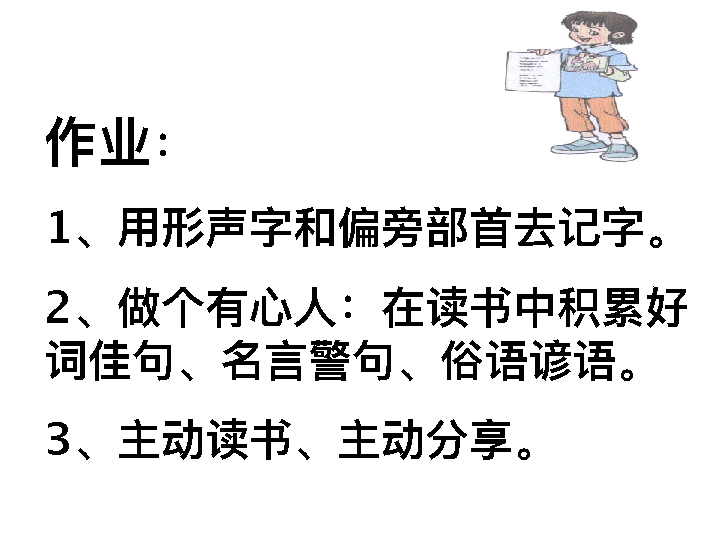 作业：
1、用形声字和偏旁部首去记字。
2、做个有心人：在读书中积累好
词佳句、名言警句、俗语谚语。
3、主动读书、主动分享。